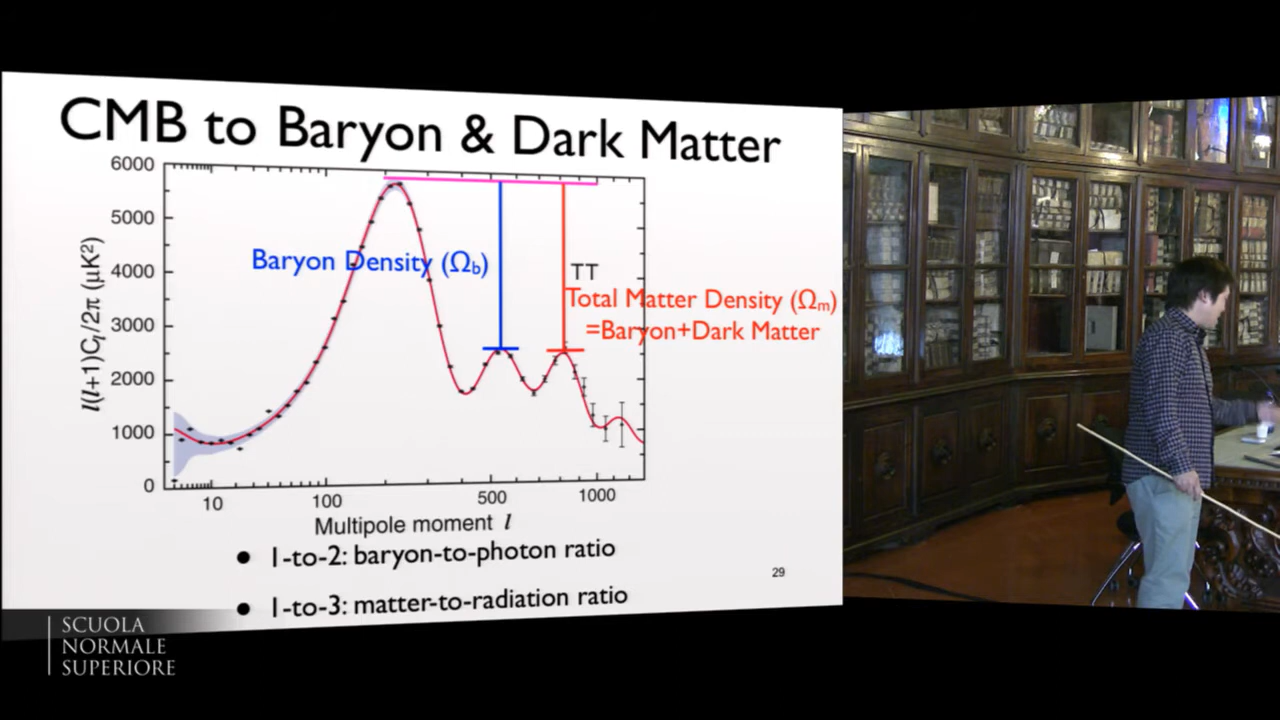 CMB to Baryon & Dark Matter
6000
5000
4000
3000
2000
1000
0
l(l+1)Cl/2π (μK²)
Baryon Density (Ωb)
TT
Total Matter Density (Ωm)
=Baryon+Dark Matter
10
100
500
1000
Multipole moment l
• 1-to-2: baryon-to-photon ratio
29
• 1-to-3: matter-to-radiation ratio
SCUOLA
NORMALE
SUPERIORE